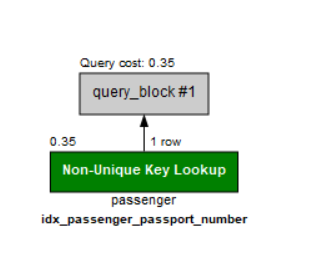 Query cost: 0.35
query_block #1
0.35
1 row
Non-Unique Key Lookup
passenger
idx_passenger_passport_number